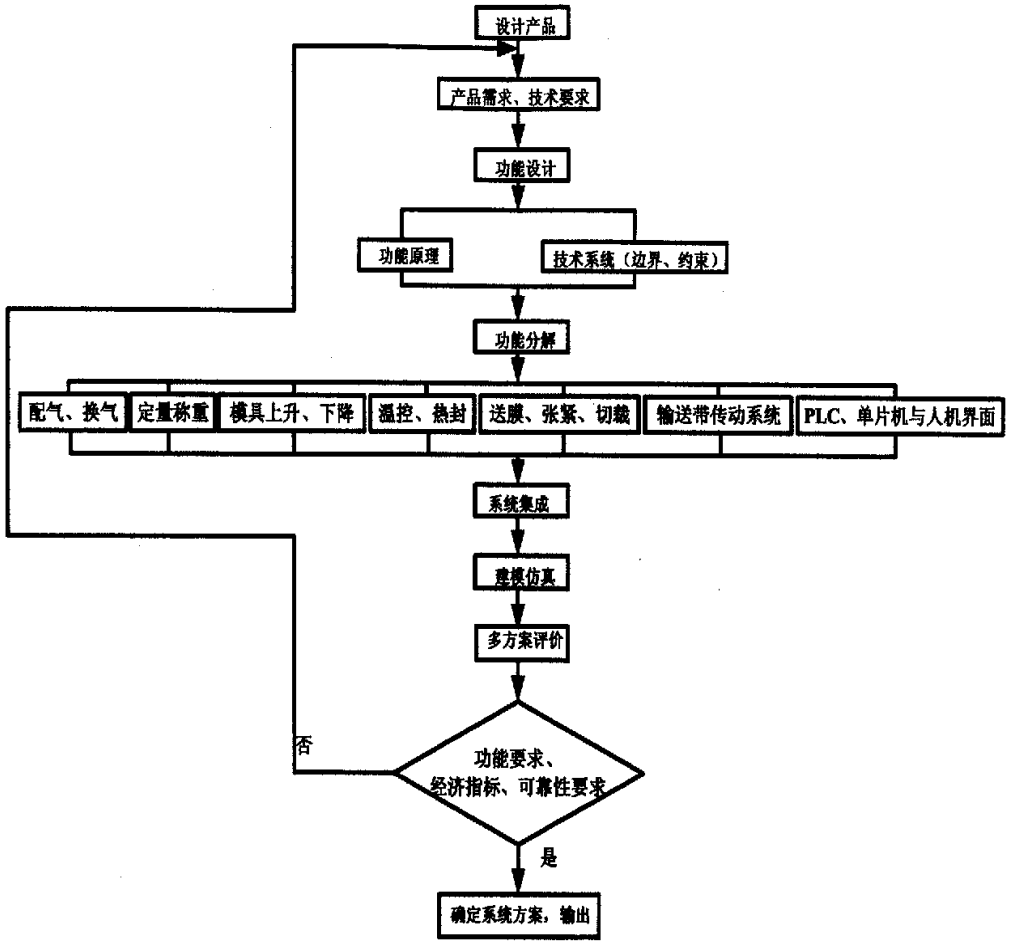 设计产品
产品需求、技术要求
功能设计
功能原理
技术系统（边界、约束）
功能分解
配气、换气
定量称重
模具上升、下降
温控、热封
送膜、张紧、切裁
输送带传动系统
PLC、单片机与人机界面
系统集成
建模仿真
多方案评价
否
功能要求、
经济指标、可靠性要求
是
确定系统方案，输出